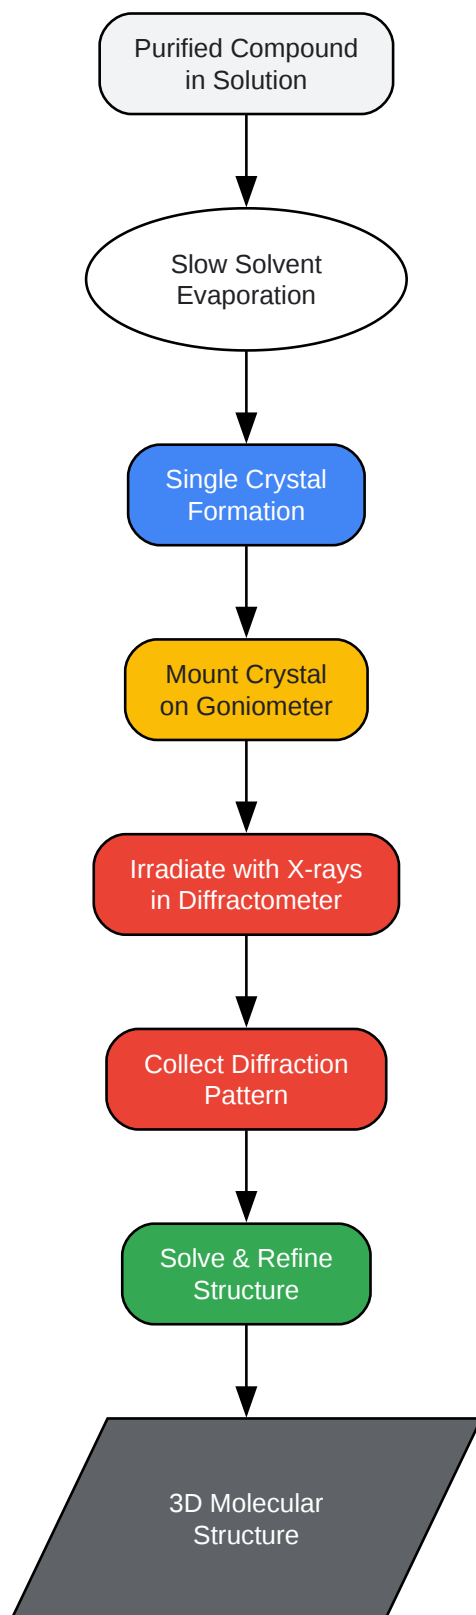 Purified Compound
in Solution
Slow Solvent
Evaporation
Single Crystal
Formation
Mount Crystal
on Goniometer
Irradiate with X-rays
in Diffractometer
Collect Diffraction
Pattern
Solve & Refine
Structure
3D Molecular
Structure